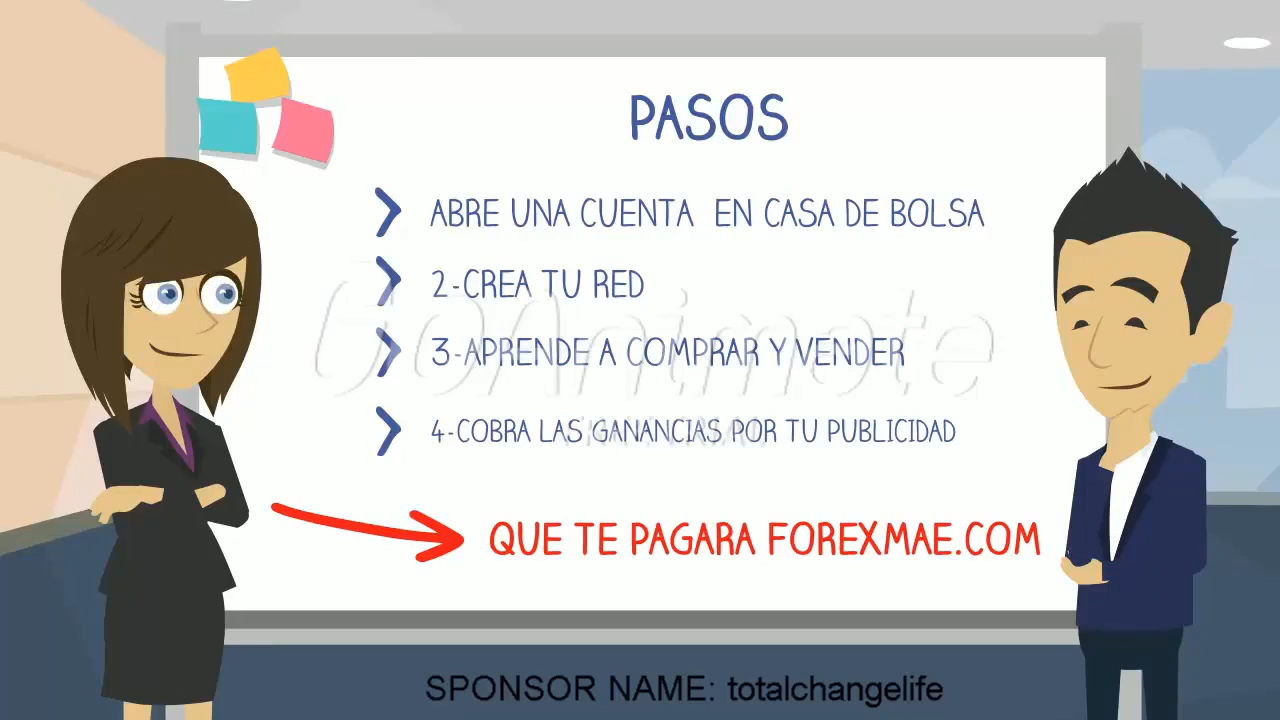 PASOS
ABRE UNA CUENTA EN CASA DE BOLSA
2-CREA TU RED
GOAnimate
3-APRENDE A COMPRAR Y VENDER
4-COBRA LAS GANANCIAS POR TU PUBLICIDAD
QUE TE PAGARA FOREXMAE.COM
SPONSOR NAME: totalchangelife